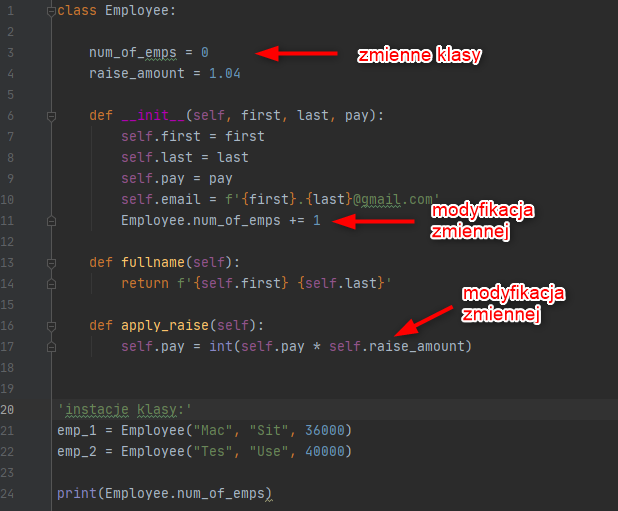 1 class Employee:
2
3 num_of_emps = 0
zmienne klasy
4 raise_amount = 1.04
5
6 def __init__(self, first, last, pay):
7 self.first = first
8 self.last = last
9 self.pay = pay
10 self.email = f'{first}.{last}@gmail.com'
modyfikacja
11 Employee.num_of_emps += 1
zmiennej
12
13 def fullname(self):
14 return f'{self.first} {self.last}'
modyfikacja
zmiennej
15
16 def apply_raise(self):
17 self.pay = int(self.pay * self.raise_amount)
18
19
20 'instacje klasy:'
21 emp_1 = Employee("Mac", "Sit", 36000)
22 emp_2 = Employee("Tes", "Use", 40000)
23
24 print(Employee.num_of_emps)